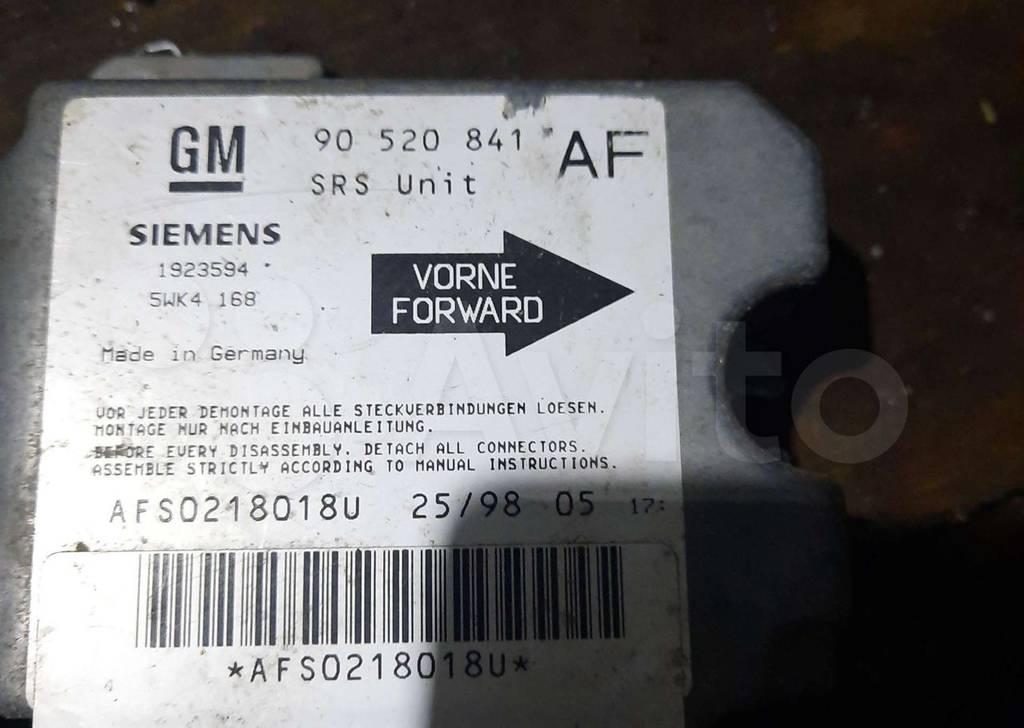 GM 90 520 841 AF
SRS Unit
SIEMENS
1923594
5WK4 168
VORNE
FORWARD
Made in Germany
VOR JEDER DEMONTAGE ALLE STECKVERBINDUNGEN LOESEN.
MONTAGE NUR NACH EINBAUANLEITUNG.
BEFORE EVERY DISASSEMBLY, DETACH ALL CONNECTORS.
ASSEMBLE STRICTLY ACCORDING TO MANUAL INSTRUCTIONS.
AFS0218018U 25/98 05 17:
*AFS0218018U*
Avito